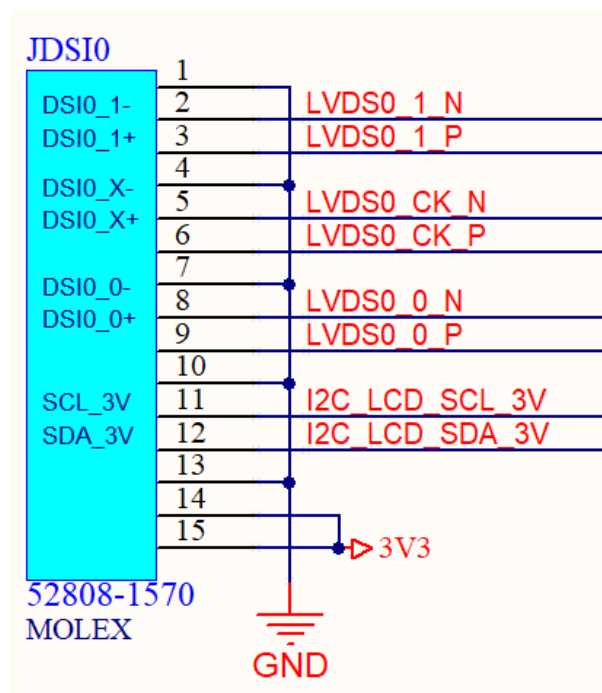 JDSI0
1
DSI0_1- 2 LVDS0_1_N
DSI0_1+ 3 LVDS0_1_P
4
DSI0_X- 5 LVDS0_CK_N
DSI0_X+ 6 LVDS0_CK_P
7
DSI0_0- 8 LVDS0_0_N
DSI0_0+ 9 LVDS0_0_P
10
SCL_3V 11 I2C_LCD_SCL_3V
SDA_3V 12 I2C_LCD_SDA_3V
13
14
15 3V3
52808-1570
MOLEX
GND